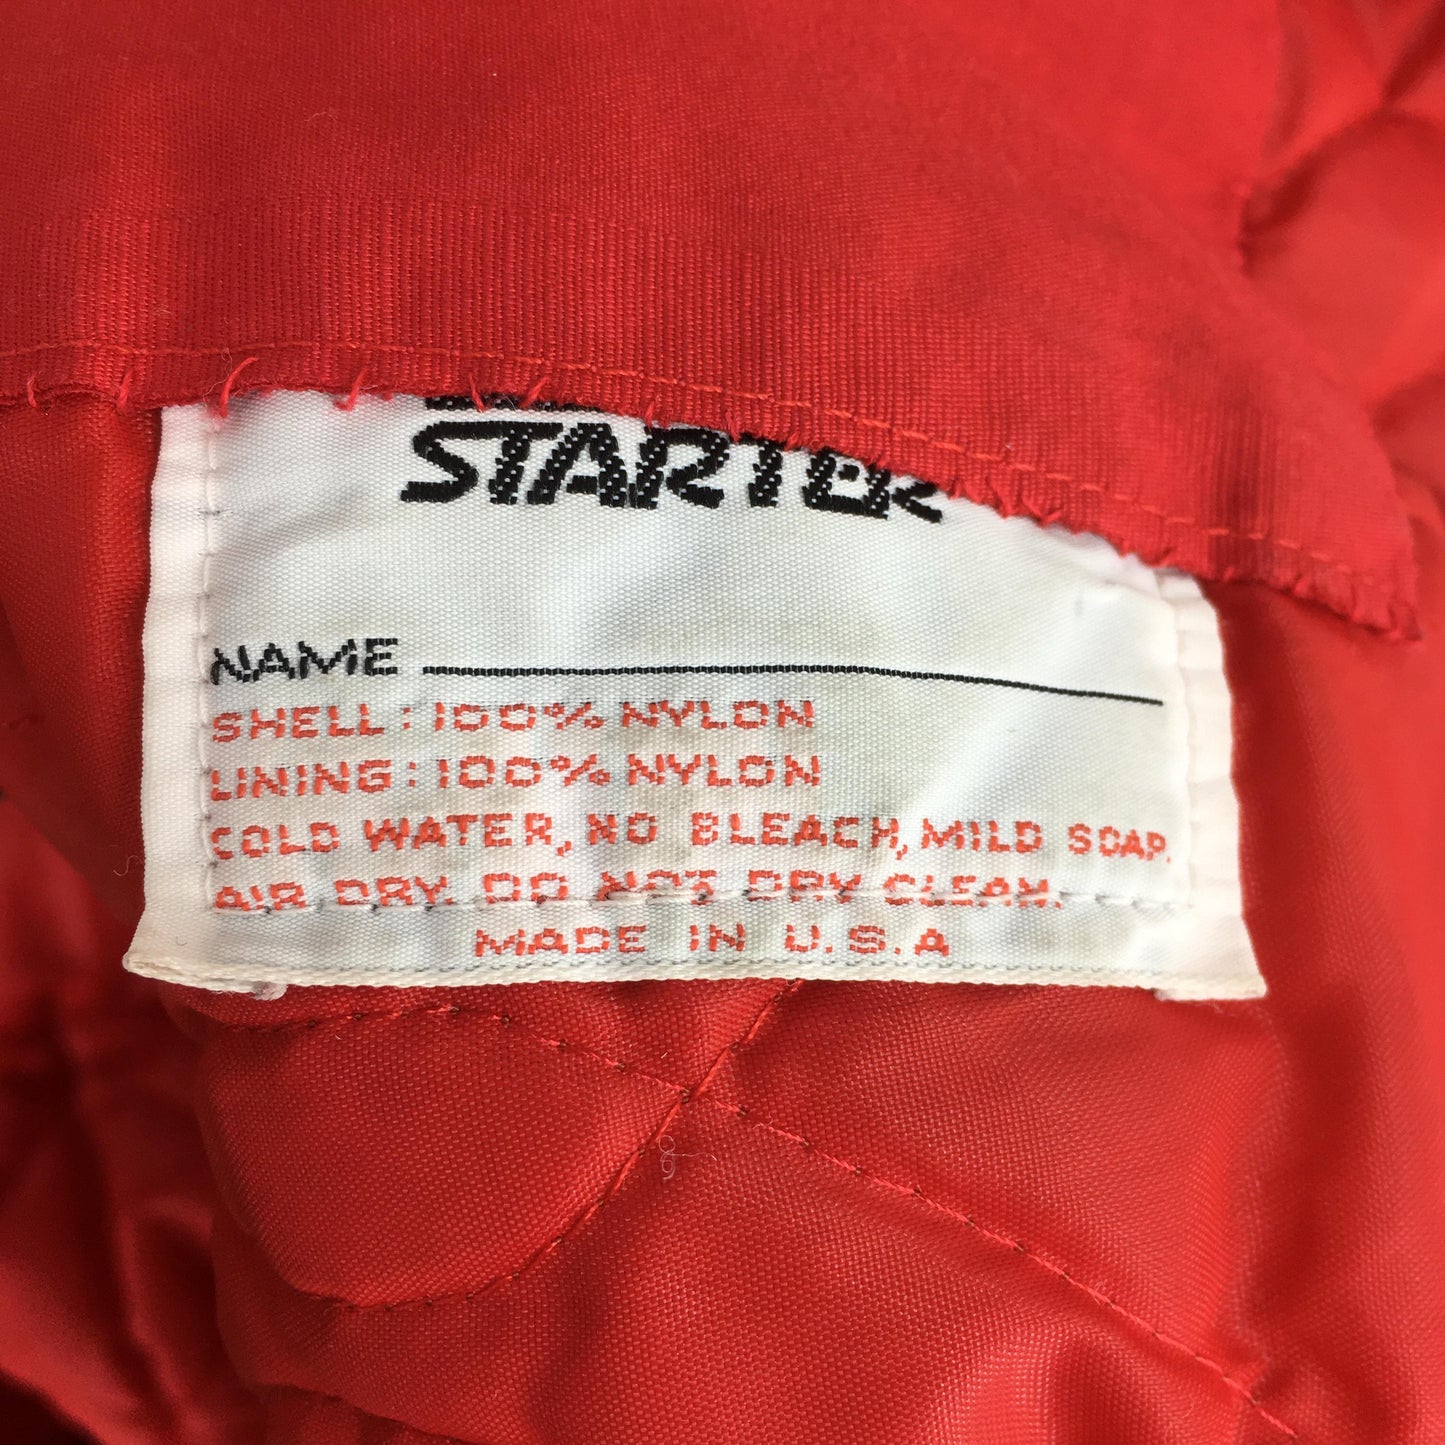 STARTER
NAME
SHELL: 100% NYLON
LINING: 100% NYLON
COLD WATER, NO BLEACH, MILD SOAP.
AIR DRY. DO NOT DRY CLEAN.
MADE IN U.S.A